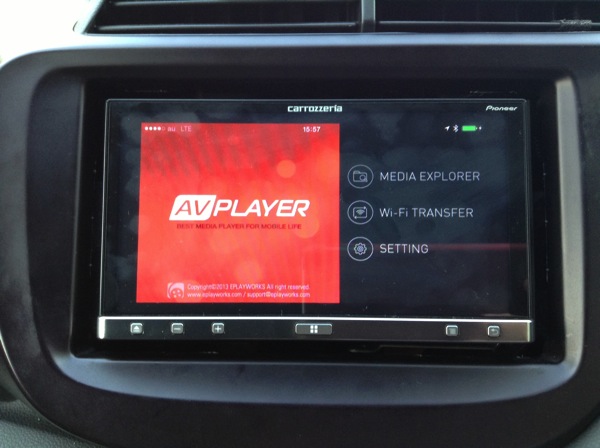 carrozzeria
Pioneer
au LTE 15:57
AVPLAYER
BEST MEDIA PLAYER FOR MOBILE LIFE
MEDIA EXPLORER
Wi-Fi TRANSFER
SETTING
Copyright©2013 EPLAYWORKS All right reserved.
www.eplayworks.com / support@eplayworks.com